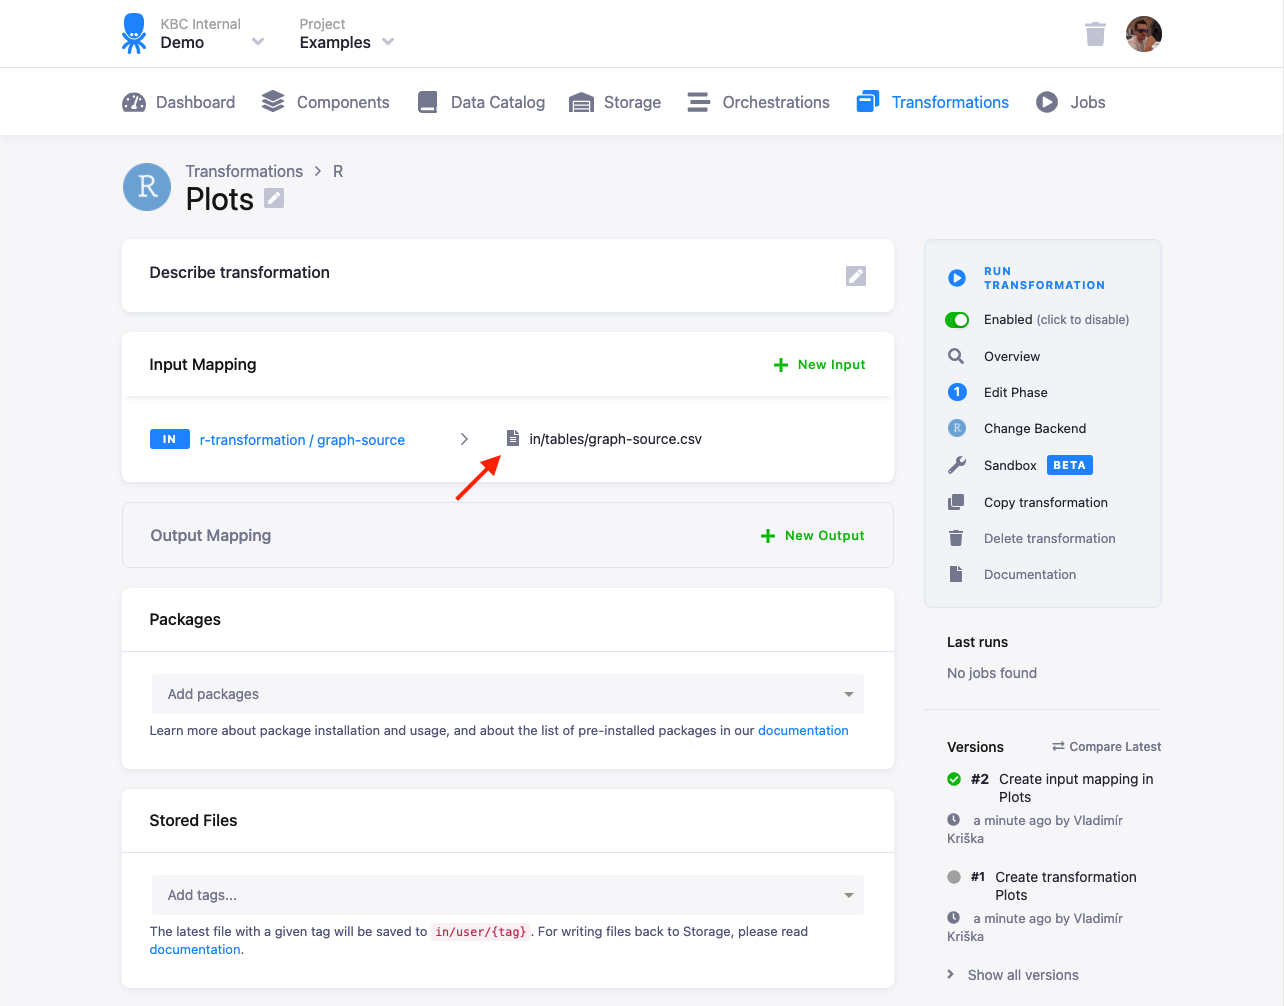 KBC Internal
Demo
Project
Examples
Dashboard
Components
Data Catalog
Storage
Orchestrations
Transformations
Jobs
R
Transformations > R
Plots
Describe transformation
Input Mapping
New Input
IN r-transformation / graph-source > in/tables/graph-source.csv
Output Mapping
New Output
Packages
Add packages
Learn more about package installation and usage, and about the list of pre-installed packages in our documentation
Stored Files
Add tags...
The latest file with a given tag will be saved to in/user/{tag} . For writing files back to Storage, please read
documentation.
RUN
TRANSFORMATION
Enabled (click to disable)
Overview
1 Edit Phase
R Change Backend
Sandbox BETA
Copy transformation
Delete transformation
Documentation
Last runs
No jobs found
Versions
Compare Latest
#2 Create input mapping in
Plots
a minute ago by Vladimír
Kriška
#1 Create transformation
Plots
a minute ago by Vladimír
Kriška
Show all versions